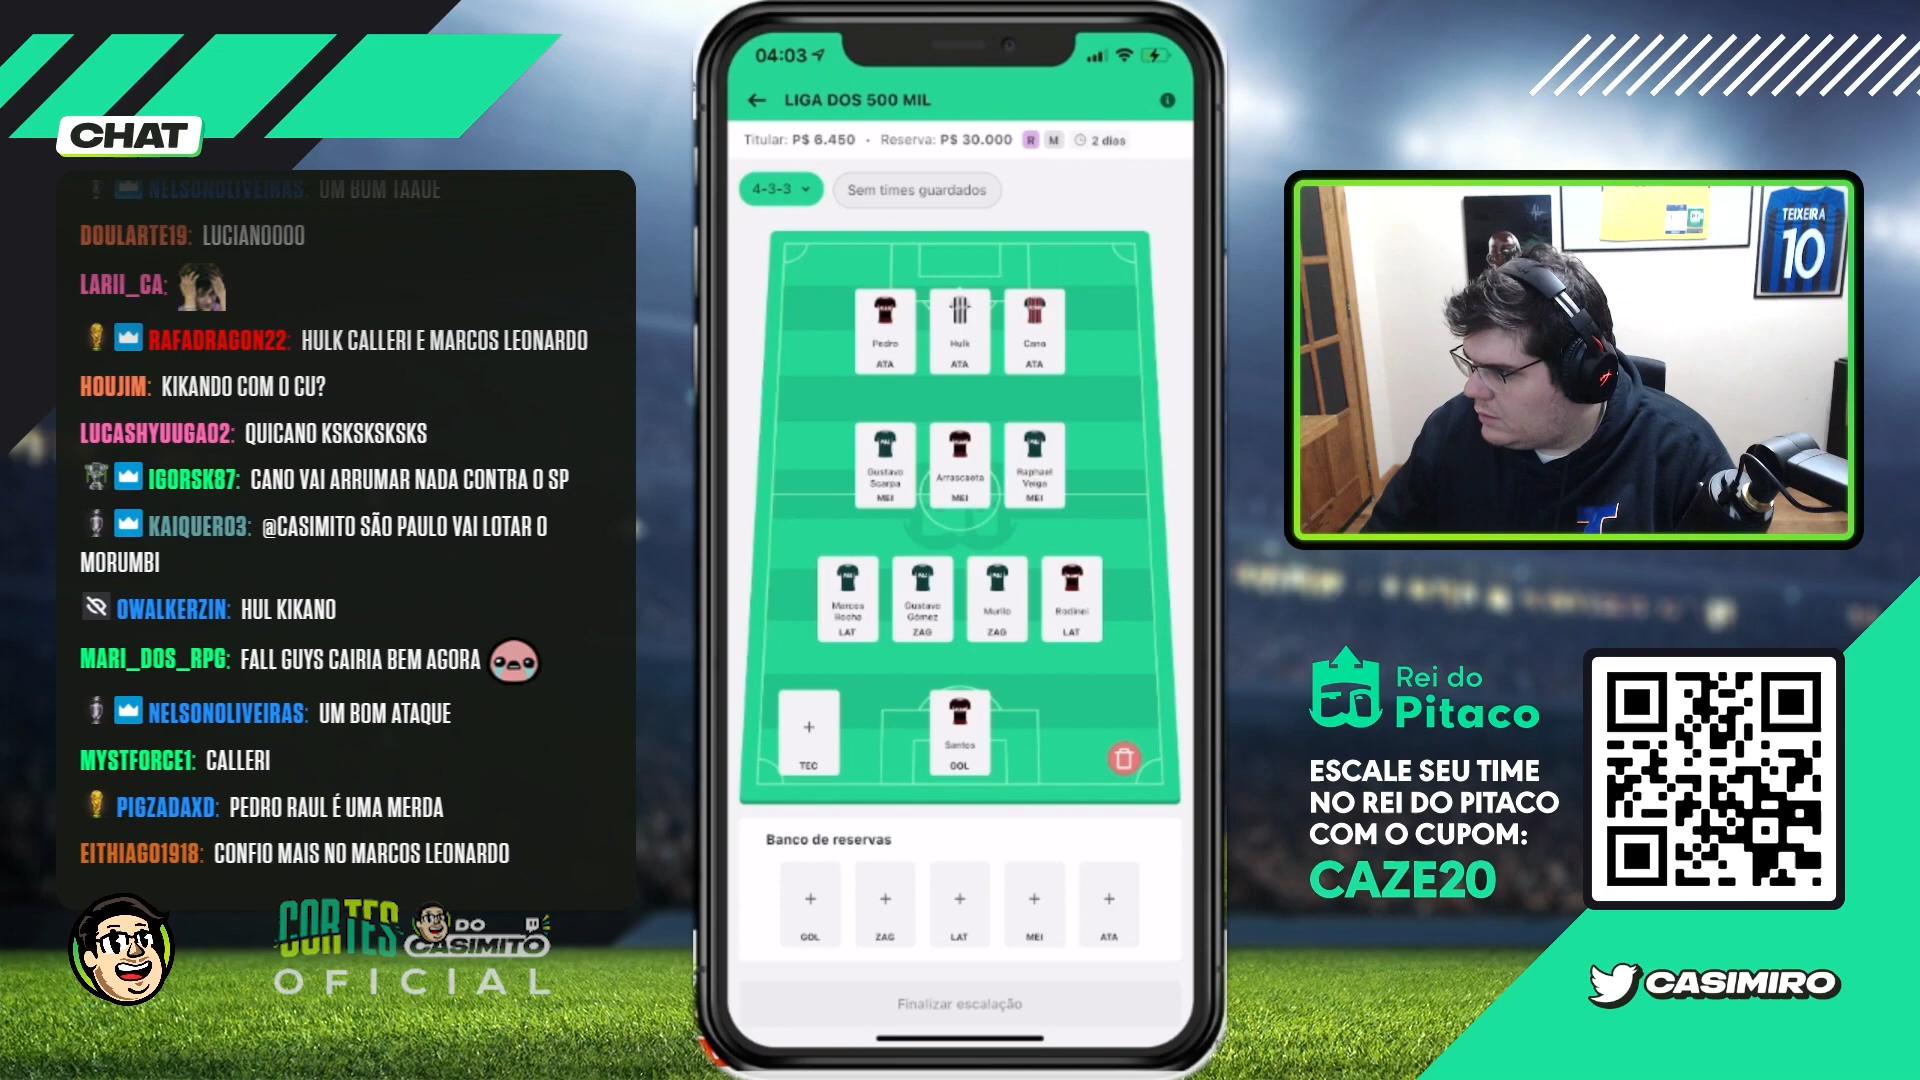 CHAT
NELSONOLIVEIRAS: UM BOM TAAUE
DOULARTE19: LUCIANOOOO
LARII_CA:
RAFADRAGON22: HULK CALLERI E MARCOS LEONARDO
HOUJIM: KIKANDO COM O CU?
LUCASHYUUGA02: QUICANO KSKSKSKSKS
IGORSK87: CANO VAI ARRUMAR NADA CONTRA O SP
KAIQUER03: @CASIMITO SÃO PAULO VAI LOTAR O
MORUMBI
OWALKERZIN: HUL KIKANO
MARI_DOS_RPG: FALL GUYS CAIRIA BEM AGORA
NELSONOLIVEIRAS: UM BOM ATAQUE
MYSTFORCE1: CALLERI
PIGZADAXD: PEDRO RAUL É UMA MERDA
EITHIAGO1918: CONFIO MAIS NO MARCOS LEONARDO
CORTES DO CASIMITO
OFICIAL
04:03
LIGA DOS 500 MIL
Titular: P$ 6.450 • Reserva: P$ 30.000 R M 2 dias
4-3-3 Sem times guardados
Pedro Hulk Cano
ATA ATA ATA
Gustavo Scarpa Arrascaeta Raphael Veiga
MEI MEI MEI
Marcos Rocha Gustavo Gómez Murilo Rodinei
LAT ZAG ZAG LAT
+ Santos
TEC GOL
Banco de reservas
+ + + + +
GOL ZAG LAT MEI ATA
Finalizar escalação
TEIXEIRA
10
Rei do
Pitaco
ESCALE SEU TIME
NO REI DO PITACO
COM O CUPOM:
CAZE20
CASIMIRO